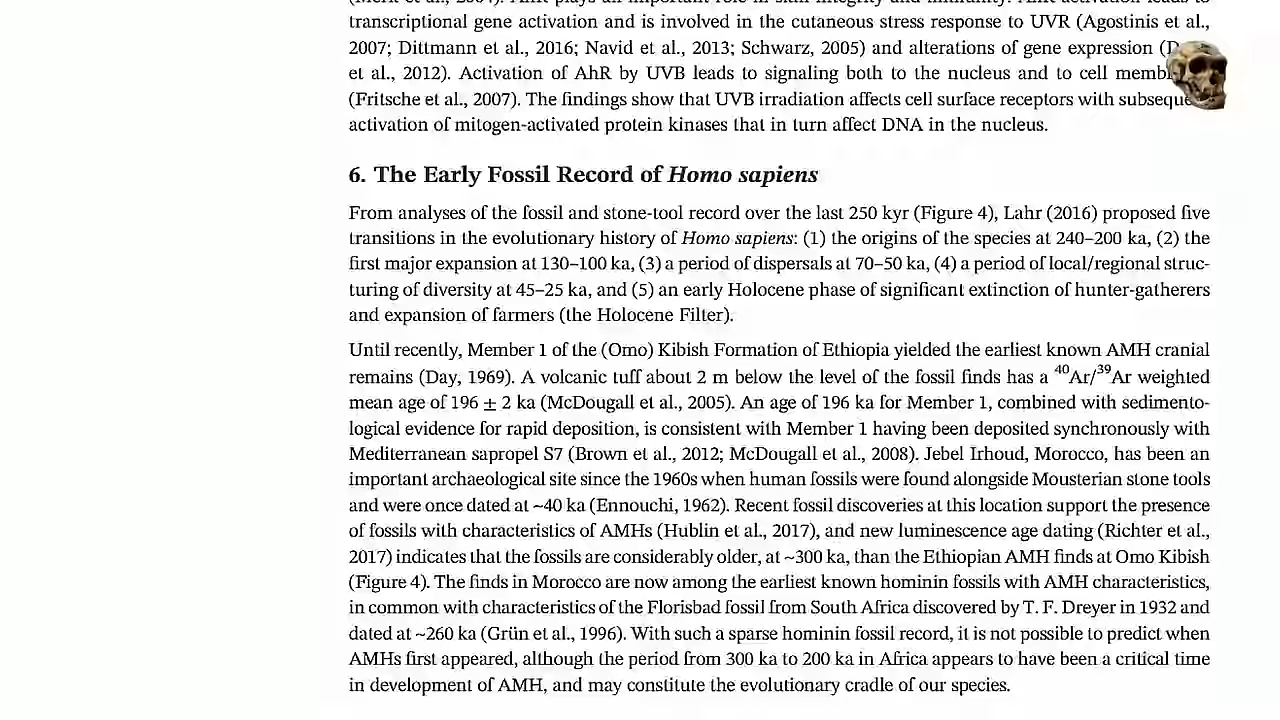 transcriptional gene activation and is involved in the cutaneous stress response to UVR (Agostinis et al.,
2007; Dittmann et al., 2016; Navid et al., 2013; Schwarz, 2005) and alterations of gene expression
et al., 2012). Activation of AhR by UVB leads to signaling both to the nucleus and to cell
(Fritsche et al., 2007). The findings show that UVB irradiation affects cell surface receptors with
activation of mitogen-activated protein kinases that in turn affect DNA in the nucleus.
6. The Early Fossil Record of Homo sapiens
From analyses of the fossil and stone-tool record over the last 250 kyr (Figure 4), Lahr (2016) proposed five
transitions in the evolutionary history of Homo sapiens: (1) the origins of the species at 240–200 ka, (2) the
first major expansion at 130–100 ka, (3) a period of dispersals at 70–50 ka, (4) a period of local/regional struc-
turing of diversity at 45–25 ka, and (5) an early Holocene phase of significant extinction of hunter-gatherers
and expansion of farmers (the Holocene Filter).
Until recently, Member 1 of the (Omo) Kibish Formation of Ethiopia yielded the earliest known AMH cranial
remains (Day, 1969). A volcanic tuff about 2 m below the level of the fossil finds has a ⁴⁰Ar/³⁹Ar weighted
mean age of 196 ± 2 ka (McDougall et al., 2005). An age of 196 ka for Member 1, combined with sedimento-
logical evidence for rapid deposition, is consistent with Member 1 having been deposited synchronously with
Mediterranean sapropel S7 (Brown et al., 2012; McDougall et al., 2008). Jebel Irhoud, Morocco, has been an
important archaeological site since the 1960s when human fossils were found alongside Mousterian stone tools
and were once dated at ~40 ka (Ennouchi, 1962). Recent fossil discoveries at this location support the presence
of fossils with characteristics of AMHs (Hublin et al., 2017), and new luminescence age dating (Richter et al.,
2017) indicates that the fossils are considerably older, at ~300 ka, than the Ethiopian AMH finds at Omo Kibish
(Figure 4). The finds in Morocco are now among the earliest known hominin fossils with AMH characteristics,
in common with characteristics of the Florisbad fossil from South Africa discovered by T. F. Dreyer in 1932 and
dated at ~260 ka (Grün et al., 1996). With such a sparse hominin fossil record, it is not possible to predict when
AMHs first appeared, although the period from 300 ka to 200 ka in Africa appears to have been a critical time
in development of AMH, and may constitute the evolutionary cradle of our species.